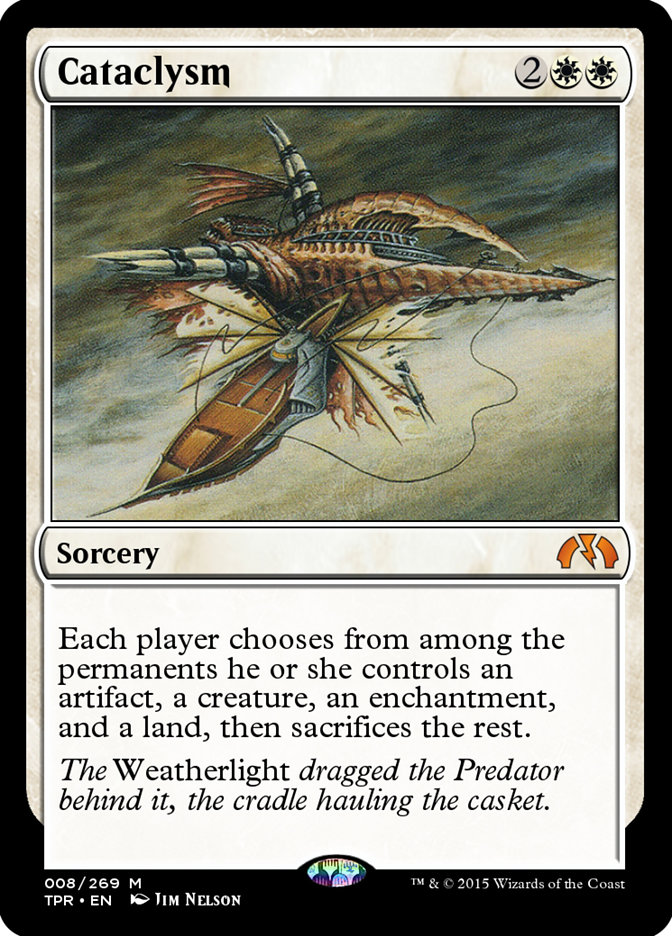 Cataclysm 2
Sorcery
Each player chooses from among the
permanents he or she controls an
artifact, a creature, an enchantment,
and a land, then sacrifices the rest.
The Weatherlight dragged the Predator
behind it, the cradle hauling the casket.
008/269 M
TPR • EN Jim Nelson
™ & © 2015 Wizards of the Coast